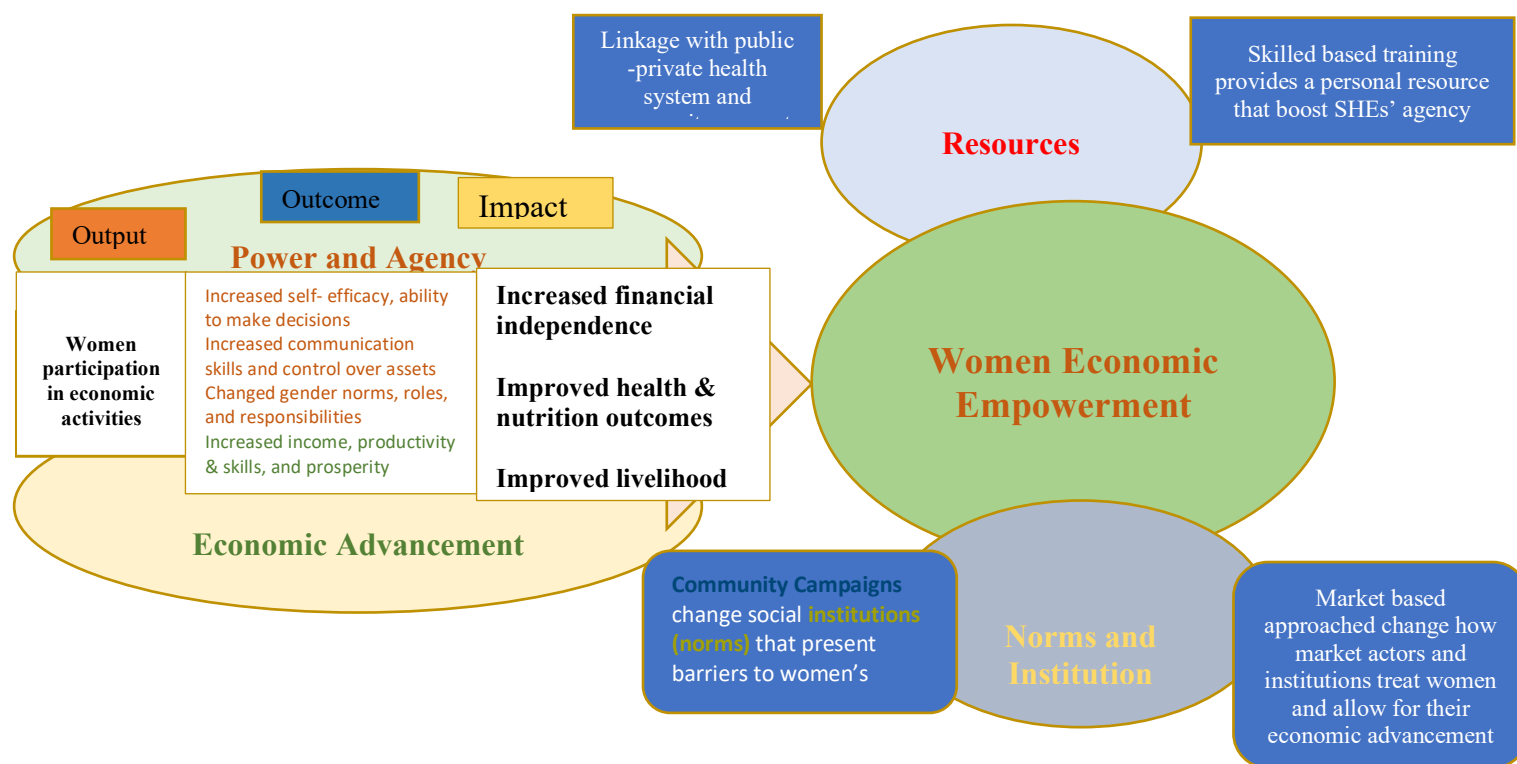 Linkage with public
-private health
system and
Skilled based training
provides a personal resource
that boost SHEs' agency
Resources
Output
Outcome
Impact
Power and Agency
Women
participation
in economic
activities
Increased self- efficacy, ability
to make decisions
Increased communication
skills and control over assets
Changed gender norms, roles,
and responsibilities
Increased income, productivity
& skills, and prosperity
Increased financial
independence
Improved health &
nutrition outcomes
Improved livelihood
Economic Advancement
Women Economic
Empowerment
Community Campaigns
change social institutions
(norms) that present
barriers to women's
Norms and
Institution
Market based
approached change how
market actors and
institutions treat women
and allow for their
economic advancement